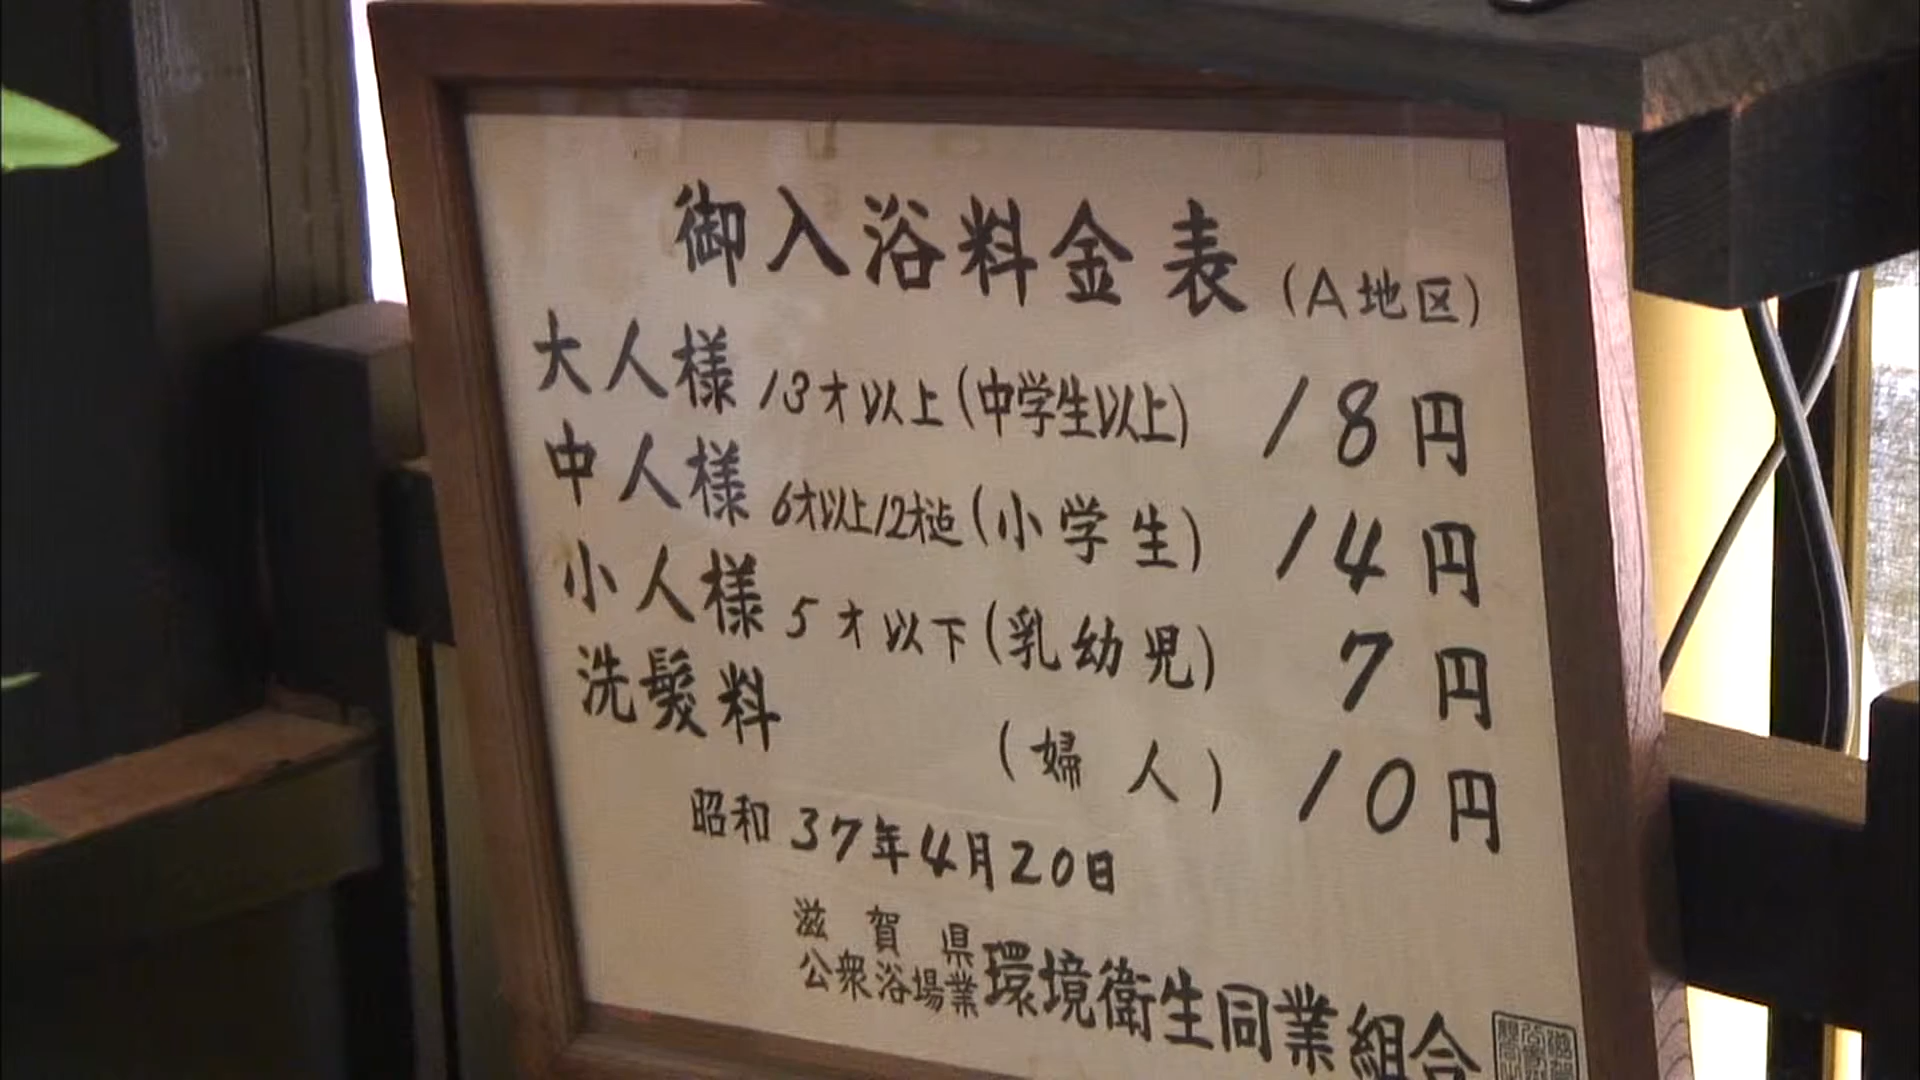 御入浴料金表 (A地区)
大人様 13才以上(中学生以上) 18円
中人様 6才以上12才迠(小学生) 14円
小人様 5才以下(乳幼児) 7円
洗髪料 (婦人) 10円
昭和37年4月20日
滋賀県
公衆浴場業環境衛生同業組合